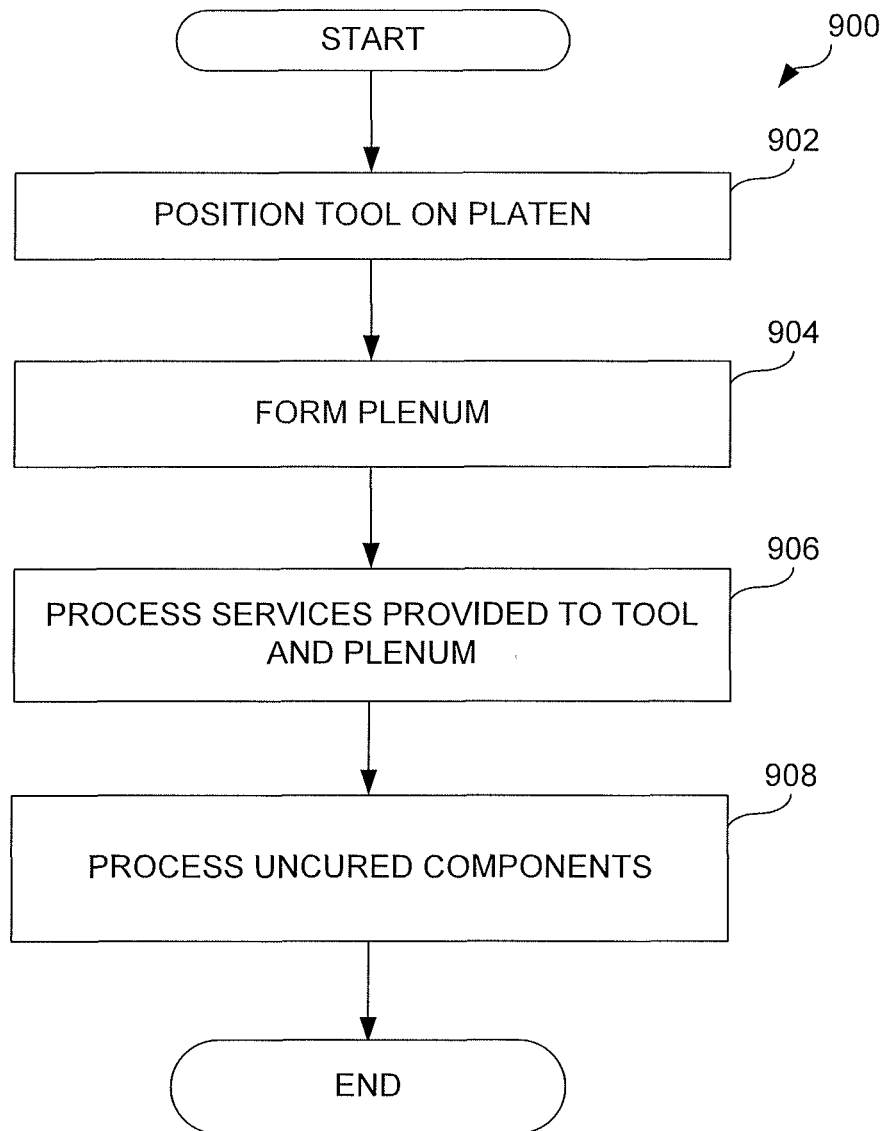 START
900
902
POSITION TOOL ON PLATEN
904
FORM PLENUM
906
PROCESS SERVICES PROVIDED TO TOOL
AND PLENUM
908
PROCESS UNCURED COMPONENTS
END